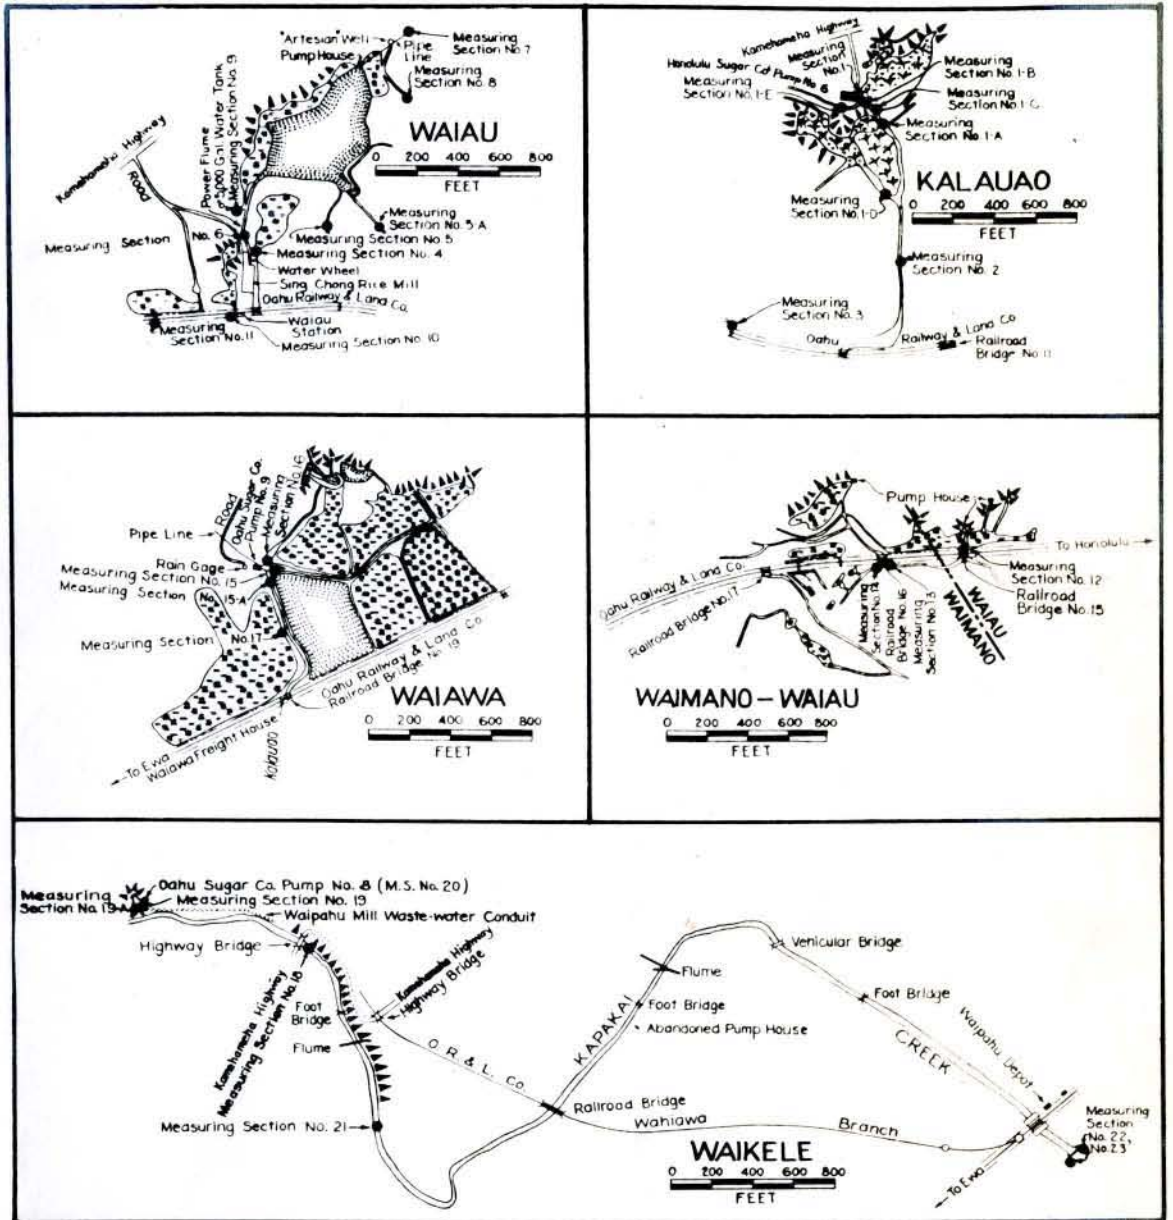 "Artesian" Well
Pump House
Pipe
Line
Measuring
Section No. 7
Measuring
Section No. 8
WAIAU
0 200 400 600 800
FEET
Kamehameha Highway
Road
Power Flume
Gal. Water Tank
Measuring Section No. 9
Measuring
Section No. 5-A
Measuring Section No. 6
Measuring Section No. 5
Measuring Section No. 4
Water Wheel
Sing Chong Rice Mill
Oahu Railway & Land Co.
Waiau
Station
Measuring
Section No. 11
Measuring Section No. 10
Kamehameha Highway
Measuring
Section
No. 1
Honolulu Sugar Co. Pump No. 6
Measuring
Section No. 1-E
Measuring
Section No. 1-B
Measuring
Section No. 1-C
Measuring
Section No. 1-A
KALAUAO
0 200 400 600 800
FEET
Measuring
Section No. 1-D
Measuring
Section No. 2
Measuring
Section No. 3
Oahu Railway & Land Co.
Railroad
Bridge No. 11
Pipe Line
Road
Oahu Sugar Co.
Pump No. 9
Measuring
Section No. 16
Rain Gage
Measuring Section No. 15
Measuring Section
No. 15-A
Measuring Section No. 17
Oahu Railway & Land Co.
Railroad Bridge No. 19
WAIAWA
0 200 400 600 800
FEET
To Ewa
Waiawa Freight House
Kalauao
Pump House
To Honolulu
Oahu Railway & Land Co.
Railroad Bridge No. 17
Measuring
Section No. 14
Railroad
Bridge No. 16
Measuring
Section No. 13
WAIAU
WAIMANO
Measuring
Section No. 12
Railroad
Bridge No. 15
WAIMANO-WAIAU
0 200 400 600 800
FEET
Oahu Sugar Co. Pump No. 8 (M.S. No. 20)
Measuring
Section No. 19-A
Measuring Section No. 19
Waipahu Mill Waste-water Conduit
Highway Bridge
Kamehameha Highway
Measuring Section No. 18
Kamehameha Highway
Highway Bridge
Foot
Bridge
Flume
Measuring Section No. 21
O. R. & L. Co.
Railroad Bridge
Wahiawa Branch
KAPAKAI CREEK
Flume
Foot Bridge
Abandoned Pump House
Vehicular Bridge
Foot Bridge
Waipahu Depot
Measuring
Section
No. 22,
No. 23
To Ewa
WAIKELE
0 200 400 600 800
FEET